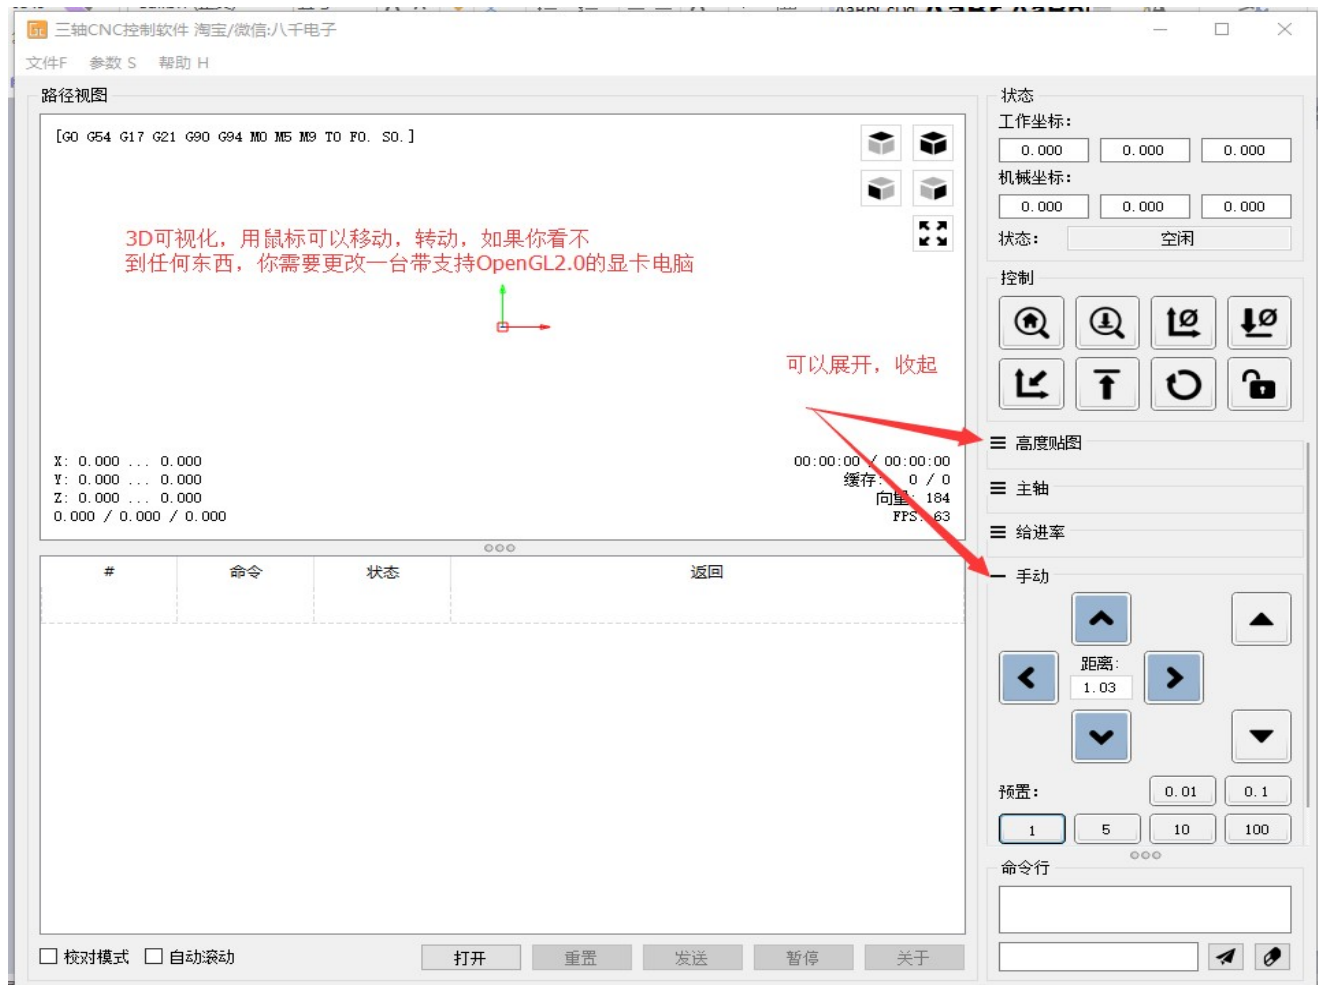 三轴CNC控制软件 淘宝/微信:八千电子
文件F 参数 S 帮助 H
路径视图
[G0 G54 G17 G21 G90 G94 M0 M5 M9 T0 F0. S0.]
3D可视化，用鼠标可以移动，转动，如果你看不
到任何东西，你需要更改一台带支持OpenGL2.0的显卡电脑
可以展开，收起
X: 0.000 ... 0.000
Y: 0.000 ... 0.000
Z: 0.000 ... 0.000
0.000 / 0.000 / 0.000
00:00:00 / 00:00:00
缓存: 0 / 0
向量: 184
FPS: 63
# 命令 状态 返回
校对模式 自动滚动 打开 重置 发送 暂停 关于
状态
工作坐标:
0.000 0.000 0.000
机械坐标:
0.000 0.000 0.000
状态: 空闲
控制
高度贴图
主轴
给进率
手动
距离:
1.03
预置: 0.01 0.1
1 5 10 100
命令行